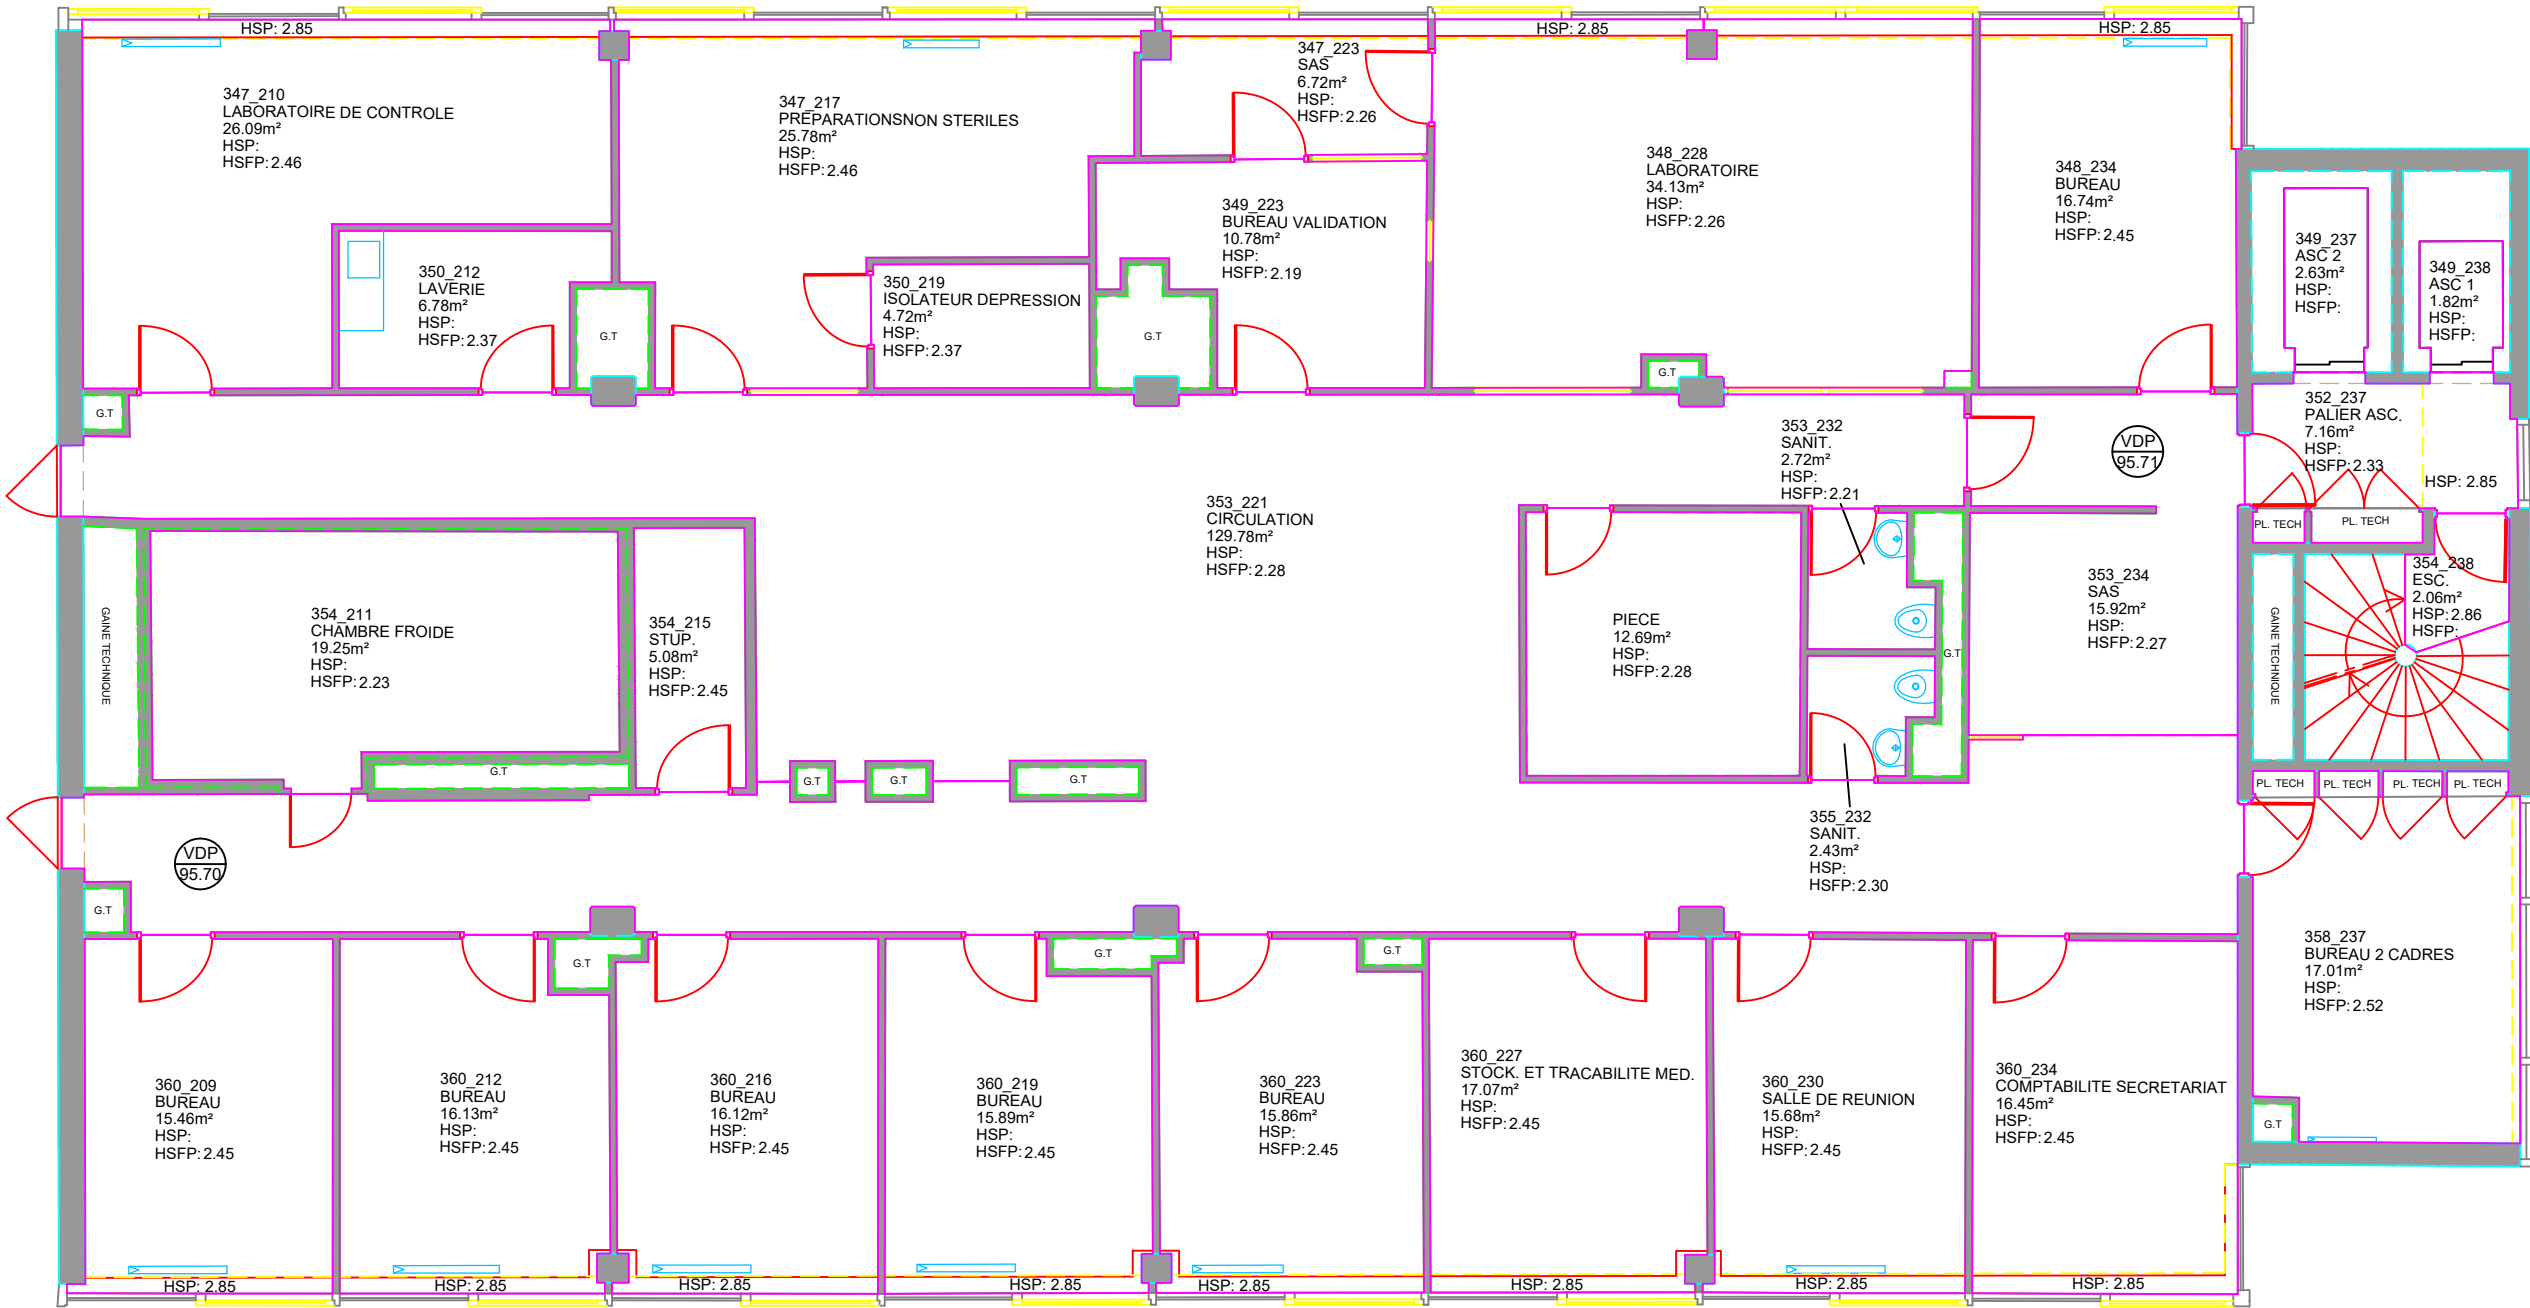 HSP: 2.85
HSP: 2.85
HSP: 2.85
347_210
LABORATOIRE DE CONTROLE
26.09m²
HSP:
HSFP: 2.46
347_217
PREPARATIONSNON STERILES
25.78m²
HSP:
HSFP: 2.46
347_223
SAS
6.72m²
HSP:
HSFP: 2.26
348_228
LABORATOIRE
34.13m²
HSP:
HSFP: 2.26
348_234
BUREAU
16.74m²
HSP:
HSFP: 2.45
349_223
BUREAU VALIDATION
10.78m²
HSP:
HSFP: 2.19
349_237
ASC 2
2.63m²
HSP:
HSFP:
349_238
ASC 1
1.82m²
HSP:
HSFP:
350_212
LAVERIE
6.78m²
HSP:
HSFP: 2.37
350_219
ISOLATEUR DEPRESSION
4.72m²
HSP:
HSFP: 2.37
G.T
G.T
G.T
G.T
352_237
PALIER ASC.
7.16m²
HSP:
HSFP: 2.33
HSP: 2.85
353_232
SANIT.
2.72m²
HSP:
HSFP: 2.21
VDP
95.71
353_221
CIRCULATION
129.78m²
HSP:
HSFP: 2.28
PL. TECH
PL. TECH
354_238
ESC.
2.06m²
HSP: 2.86
HSFP:
353_234
SAS
15.92m²
HSP:
HSFP: 2.27
GAINE TECHNIQUE
354_211
CHAMBRE FROIDE
19.25m²
HSP:
HSFP: 2.23
354_215
STUP.
5.08m²
HSP:
HSFP: 2.45
PIECE
12.69m²
HSP:
HSFP: 2.28
G.T
GAINE TECHNIQUE
G.T
G.T
G.T
G.T
PL. TECH
PL. TECH
PL. TECH
PL. TECH
355_232
SANIT.
2.43m²
HSP:
HSFP: 2.30
VDP
95.70
G.T
G.T
G.T
G.T
358_237
BUREAU 2 CADRES
17.01m²
HSP:
HSFP: 2.52
360_209
BUREAU
15.46m²
HSP:
HSFP: 2.45
360_212
BUREAU
16.13m²
HSP:
HSFP: 2.45
360_216
BUREAU
16.12m²
HSP:
HSFP: 2.45
360_219
BUREAU
15.89m²
HSP:
HSFP: 2.45
360_223
BUREAU
15.86m²
HSP:
HSFP: 2.45
360_227
STOCK. ET TRACABILITE MED.
17.07m²
HSP:
HSFP: 2.45
360_230
SALLE DE REUNION
15.68m²
HSP:
HSFP: 2.45
360_234
COMPTABILITE SECRETARIAT
16.45m²
HSP:
HSFP: 2.45
G.T
HSP: 2.85
HSP: 2.85
HSP: 2.85
HSP: 2.85
HSP: 2.85
HSP: 2.85
HSP: 2.85
HSP: 2.85